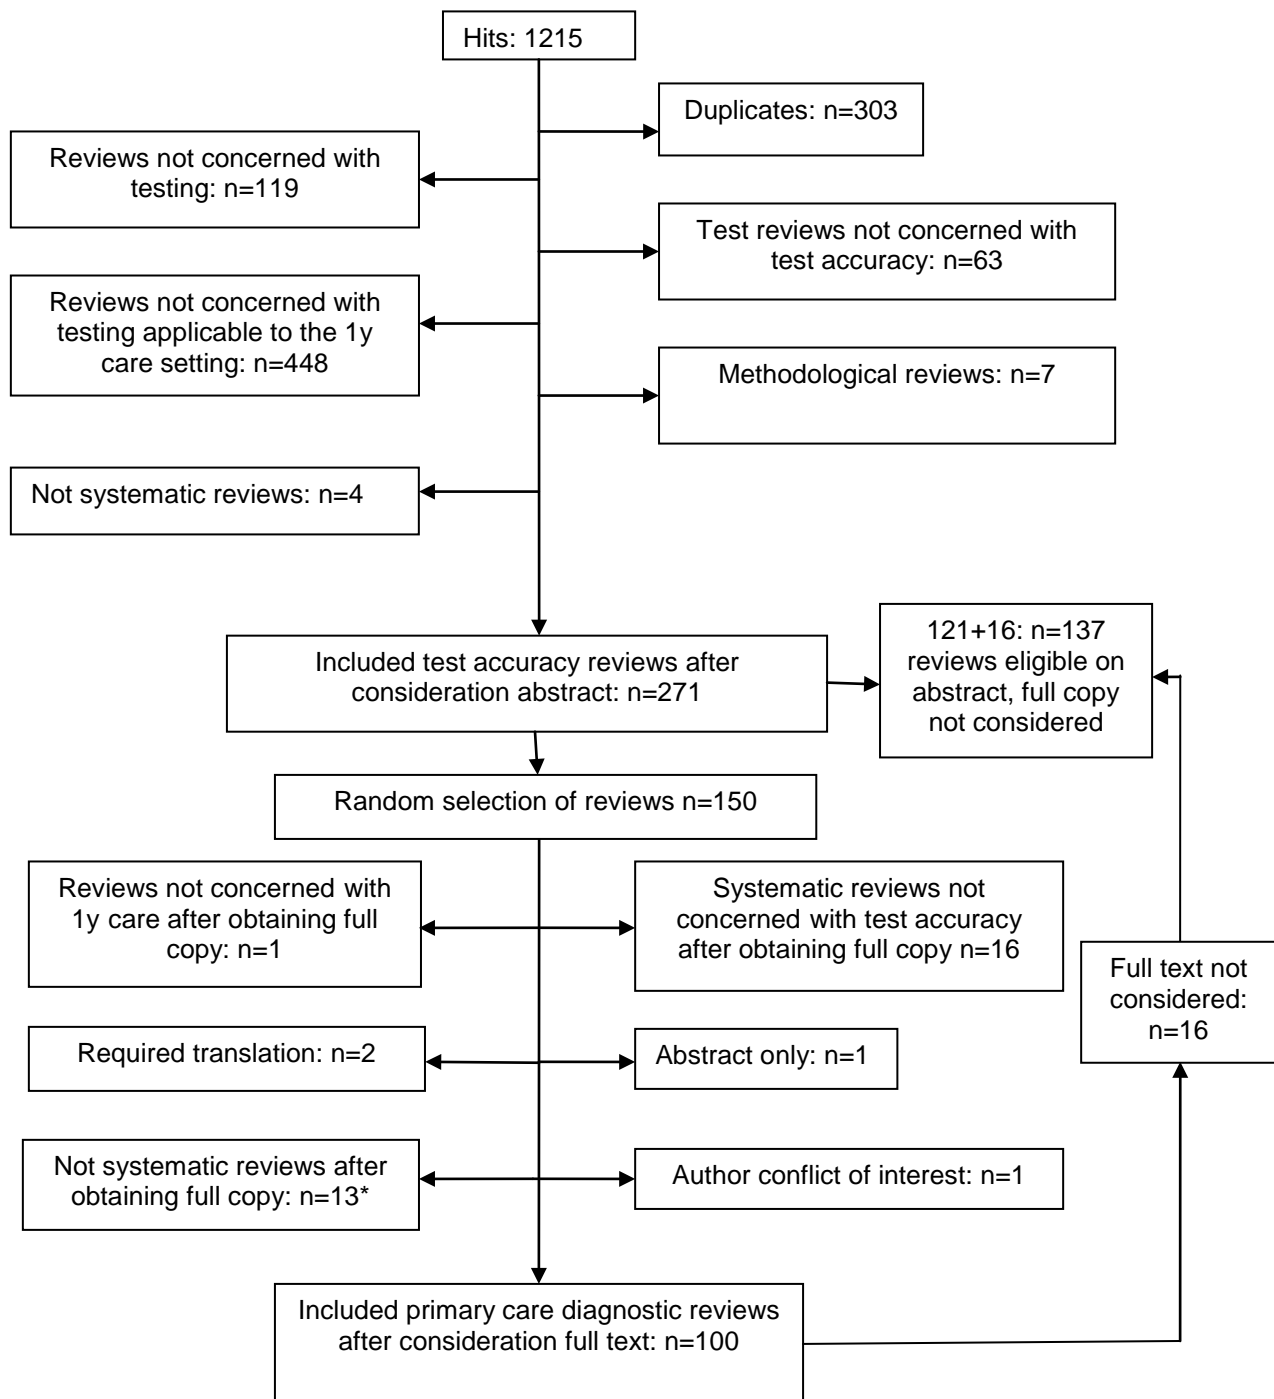 Hits: 1215
Duplicates: n=303
Reviews not concerned with
testing: n=119
Test reviews not concerned with
test accuracy: n=63
Reviews not concerned with
testing applicable to the 1y
care setting: n=448
Methodological reviews: n=7
Not systematic reviews: n=4
121+16: n=137
reviews eligible on
abstract, full copy
not considered
Included test accuracy reviews after
consideration abstract: n=271
Random selection of reviews n=150
Reviews not concerned with
1y care after obtaining full
copy: n=1
Systematic reviews not
concerned with test accuracy
after obtaining full copy n=16
Full text not
considered:
n=16
Required translation: n=2
Abstract only: n=1
Not systematic reviews after
obtaining full copy: n=13*
Author conflict of interest: n=1
Included primary care diagnostic reviews
after consideration full text: n=100